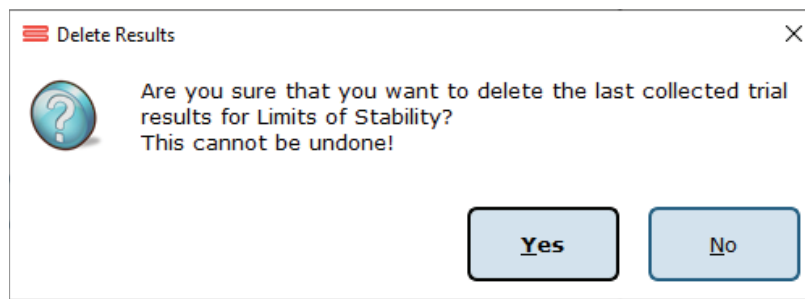 Delete Results
Are you sure that you want to delete the last collected trial
results for Limits of Stability?
This cannot be undone!
Yes
No